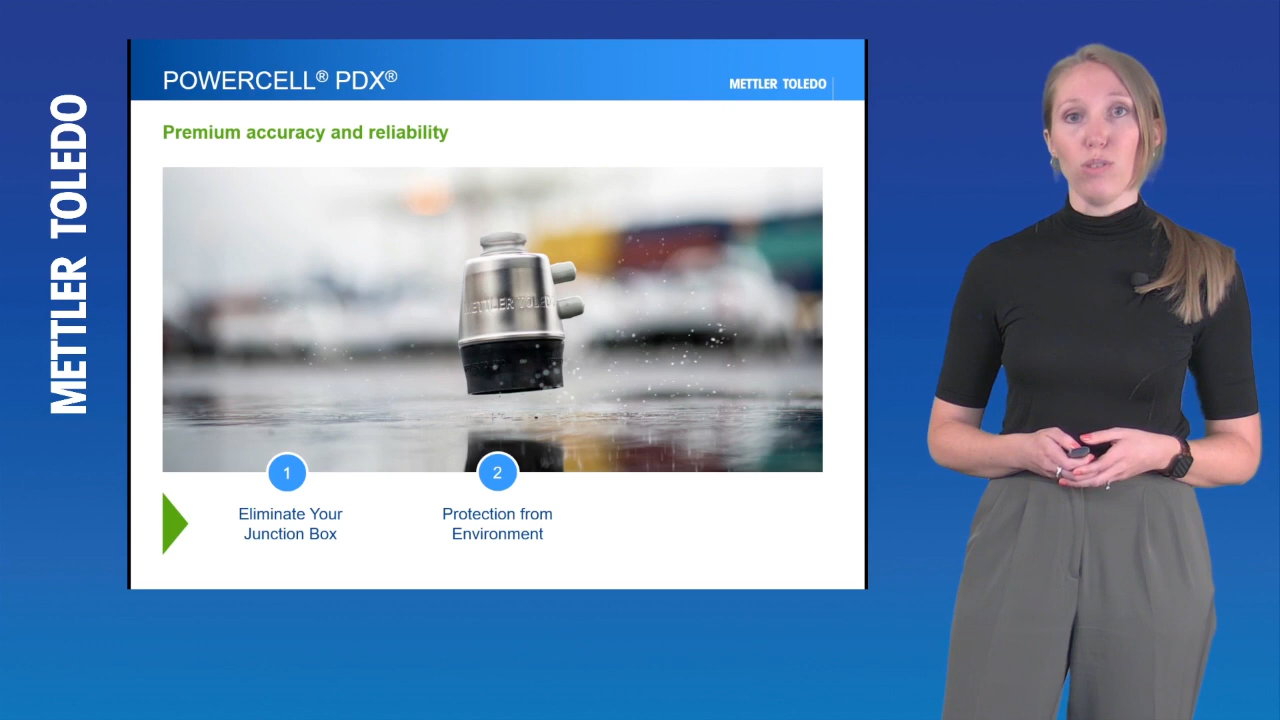 METTLER TOLEDO
POWERCELL® PDX®
METTLER TOLEDO
Premium accuracy and reliability
METTLER TOLEDO
1
2
Eliminate Your
Junction Box
Protection from
Environment